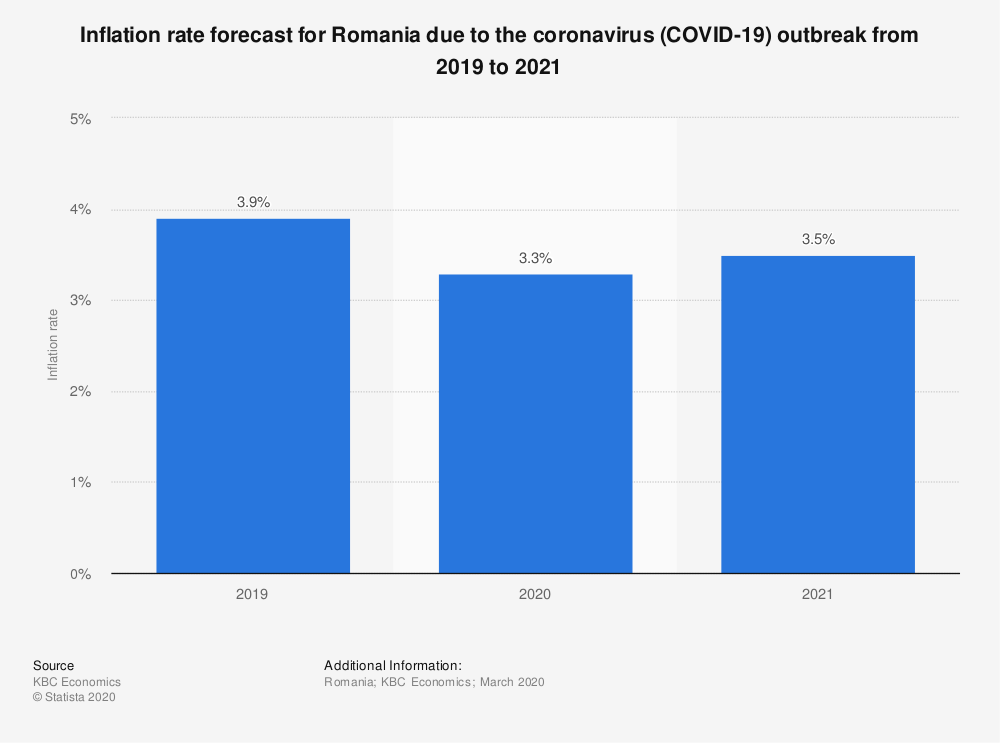 Inflation rate forecast for Romania due to the coronavirus (COVID-19) outbreak from
2019 to 2021
5%
4%
3%
2%
1%
0%
Inflation rate
3.9%
3.3%
3.5%
2019
2020
2021
Source
KBC Economics
© Statista 2020
Additional Information:
Romania; KBC Economics; March 2020